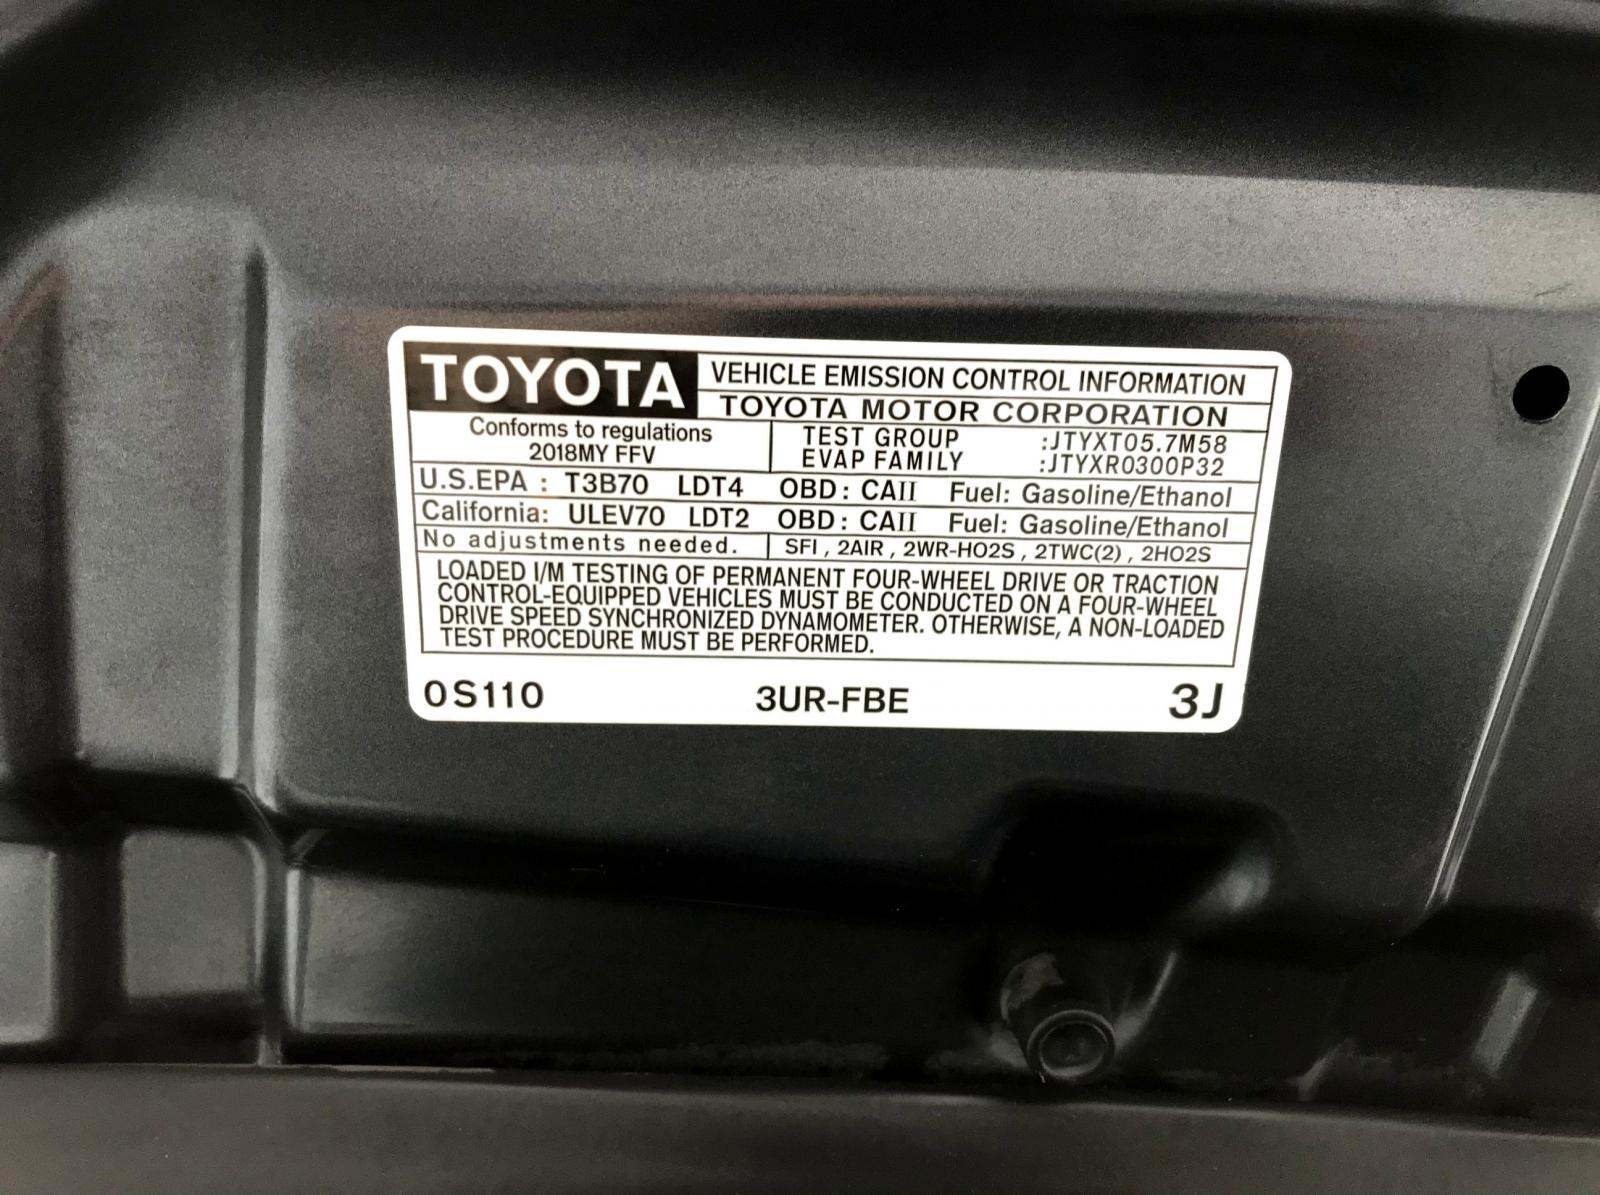 TOYOTA
VEHICLE EMISSION CONTROL INFORMATION
TOYOTA MOTOR CORPORATION
Conforms to regulations
2018MY FFV
TEST GROUP :JTYXT05.7M58
EVAP FAMILY :JTYXR0300P32
U.S.EPA : T3B70 LDT4 OBD: CAII Fuel: Gasoline/Ethanol
California: ULEV70 LDT2 OBD: CAII Fuel: Gasoline/Ethanol
No adjustments needed. SFI , 2AIR , 2WR-HO2S , 2TWC(2) , 2HO2S
LOADED I/M TESTING OF PERMANENT FOUR-WHEEL DRIVE OR TRACTION
CONTROL-EQUIPPED VEHICLES MUST BE CONDUCTED ON A FOUR-WHEEL
DRIVE SPEED SYNCHRONIZED DYNAMOMETER. OTHERWISE, A NON-LOADED
TEST PROCEDURE MUST BE PERFORMED.
0S110 3UR-FBE 3J